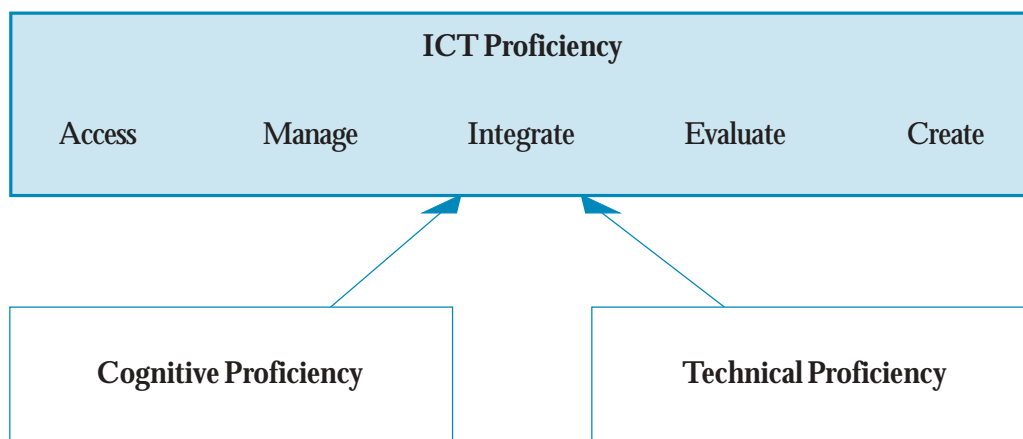 ICT Proficiency
Access Manage Integrate Evaluate Create
Cognitive Proficiency Technical Proficiency